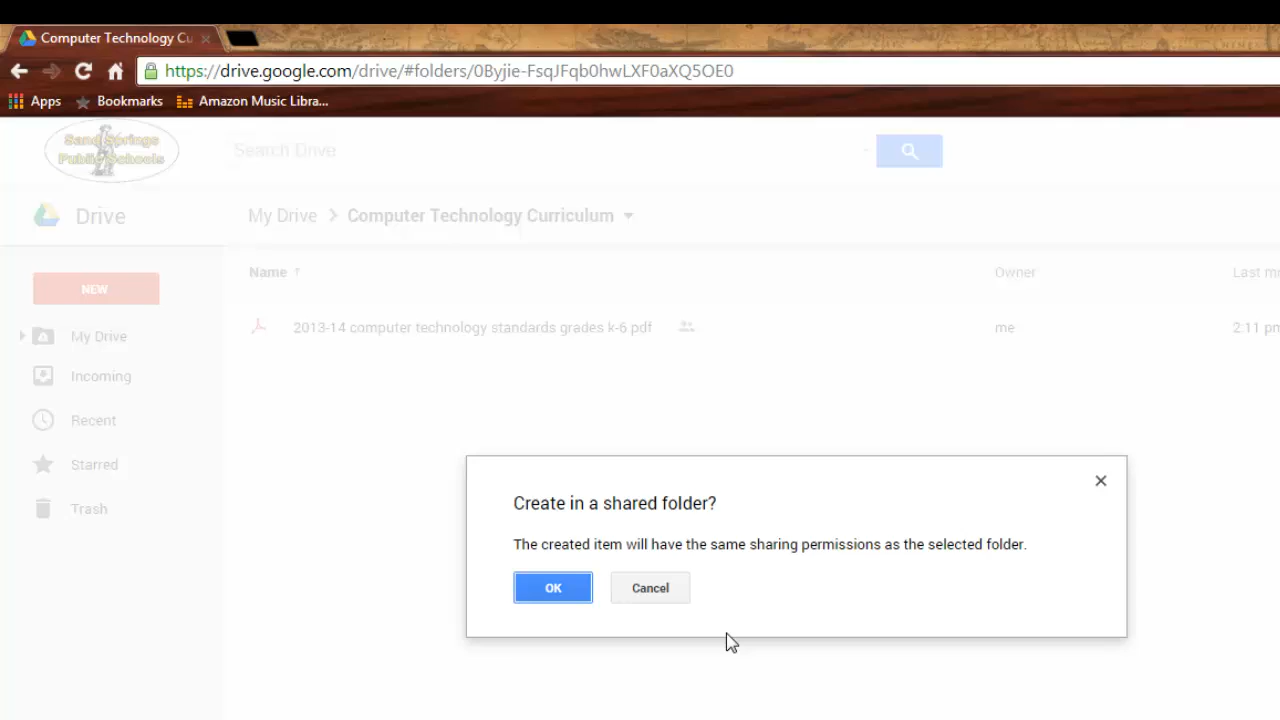 Computer Technology Cu
https://drive.google.com/drive/#folders/0Byjie-FsqJFqb0hwLXF0aXQ5OE0
Apps Bookmarks Amazon Music Libra...
Sand Springs
Public Schools
Search Drive
Drive
My Drive > Computer Technology Curriculum
NEW
Name ↑ Owner Last m
2013-14 computer technology standards grades k-6 pdf me 2:11 pm
My Drive
Incoming
Recent
Starred
Trash
Create in a shared folder?
The created item will have the same sharing permissions as the selected folder.
OK Cancel